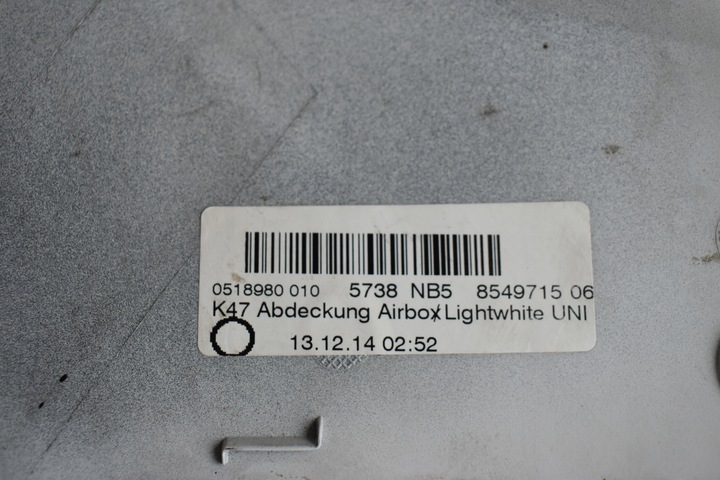 0518980 010 5738 NB5 8549715 06
K47 Abdeckung Airbox Lightwhite UNI
13.12.14 02:52